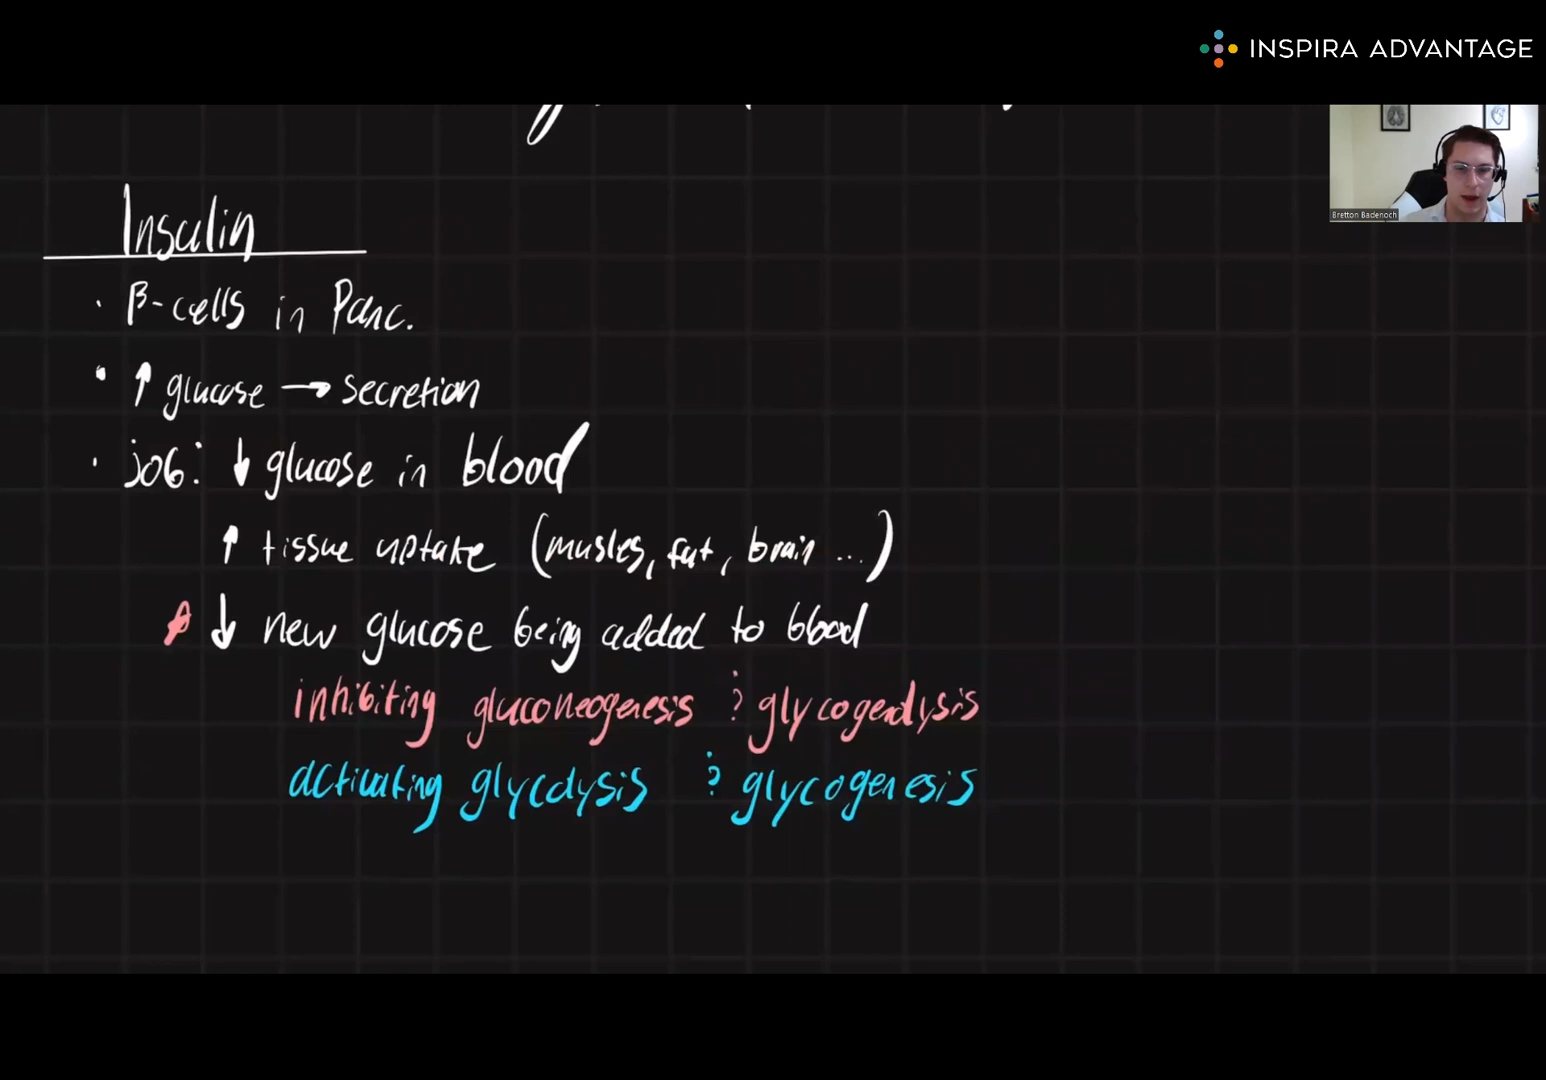 INSPIRA ADVANTAGE
Bretton Badenoch
Insulin
· β-cells in Panc.
· ↑ glucose → secretion
· job: ↓ glucose in blood
↑ tissue uptake (musles, fat, brain ...)
↓ new glucose being added to blood
inhibiting gluconeogenesis & glycogenolysis
activating glycolysis & glycogenesis